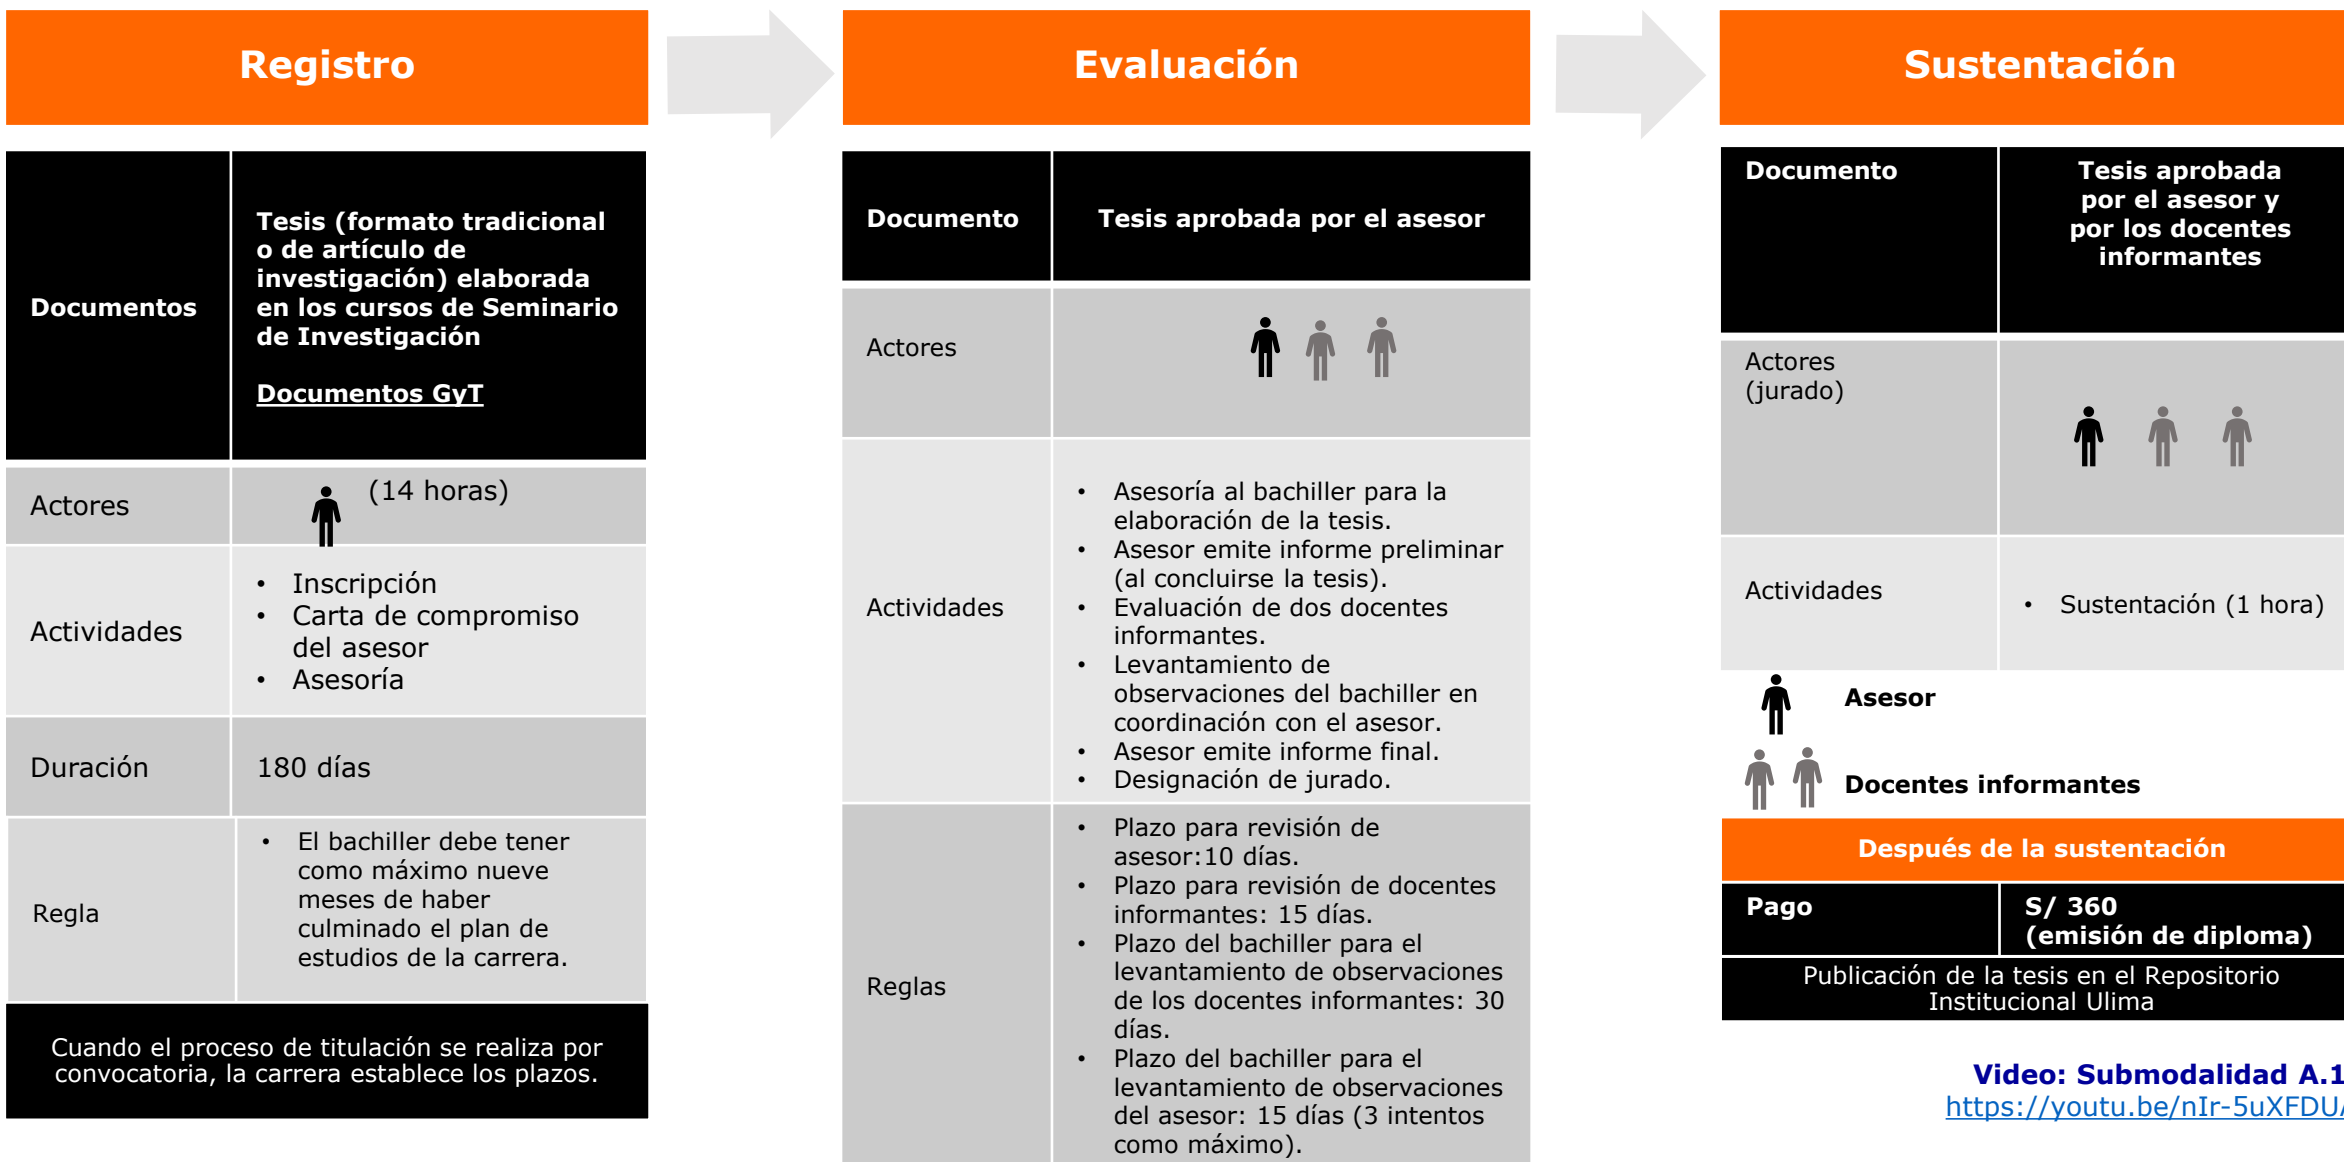 Registro
Documentos
Tesis (formato tradicional
o de artículo de
investigación) elaborada
en los cursos de Seminario
de Investigación
Documentos GyT
Actores
(14 horas)
Actividades
• Inscripción
• Carta de compromiso
del asesor
• Asesoría
Duración
180 días
Regla
• El bachiller debe tener
como máximo nueve
meses de haber
culminado el plan de
estudios de la carrera.
Cuando el proceso de titulación se realiza por
convocatoria, la carrera establece los plazos.
Evaluación
Documento
Tesis aprobada por el asesor
Actores
Actividades
• Asesoría al bachiller para la
elaboración de la tesis.
• Asesor emite informe preliminar
(al concluirse la tesis).
• Evaluación de dos docentes
informantes.
• Levantamiento de
observaciones del bachiller en
coordinación con el asesor.
• Asesor emite informe final.
• Designación de jurado.
Reglas
• Plazo para revisión de
asesor:10 días.
• Plazo para revisión de docentes
informantes: 15 días.
• Plazo del bachiller para el
levantamiento de observaciones
de los docentes informantes: 30
días.
• Plazo del bachiller para el
levantamiento de observaciones
del asesor: 15 días (3 intentos
como máximo).
Sustentación
Documento
Tesis aprobada
por el asesor y
por los docentes
informantes
Actores
(jurado)
Actividades
• Sustentación (1 hora)
Asesor
Docentes informantes
Después de la sustentación
Pago
S/ 360
(emisión de diploma)
Publicación de la tesis en el Repositorio
Institucional Ulima
Video: Submodalidad A.1
https://youtu.be/nIr-5uXFDUA